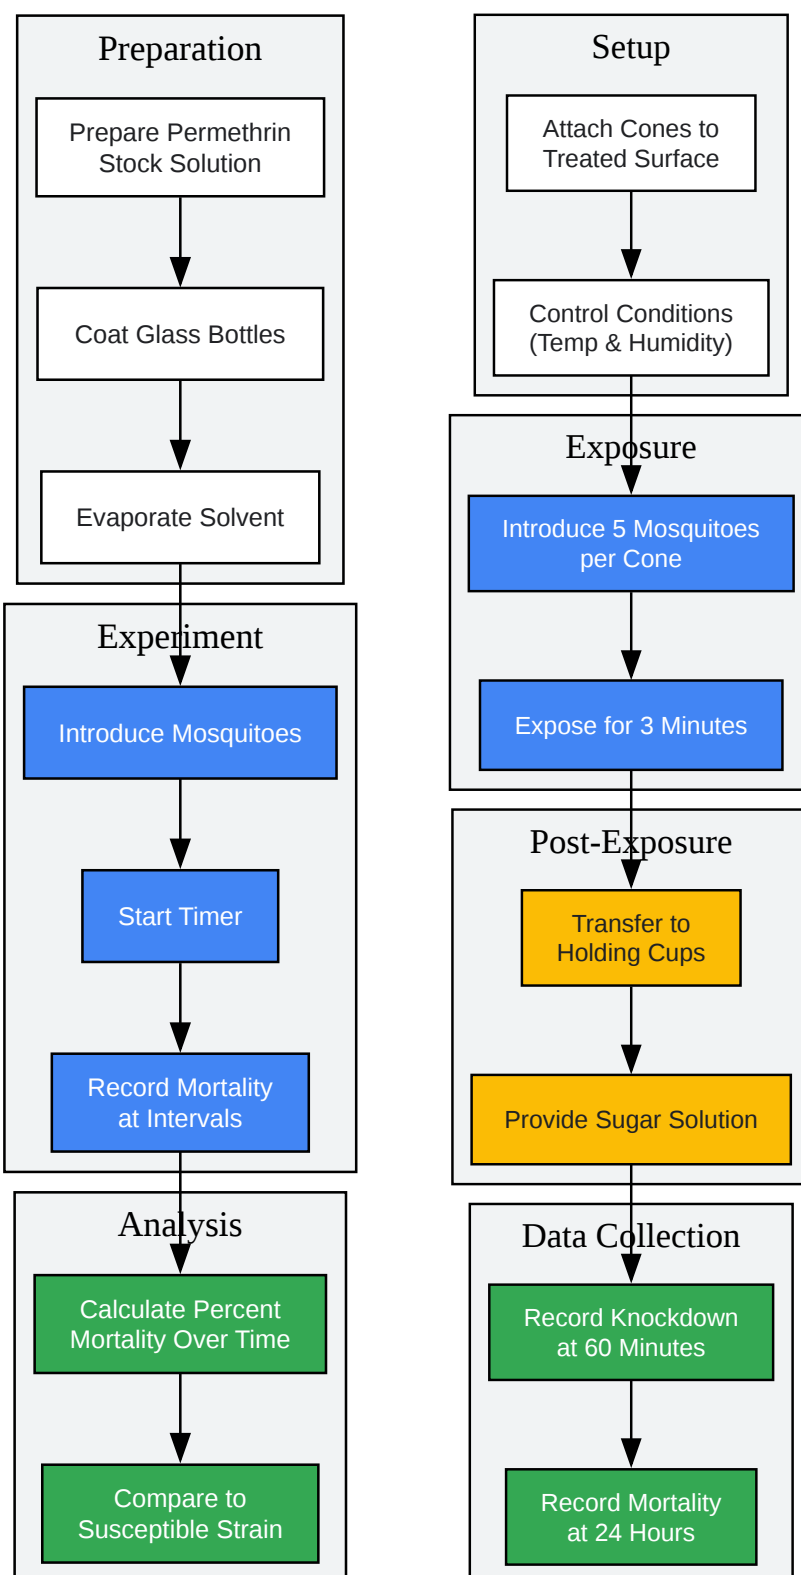 Preparation
Prepare Permethrin
Stock Solution
Coat Glass Bottles
Evaporate Solvent
Experiment
Introduce Mosquitoes
Start Timer
Record Mortality
at Intervals
Analysis
Calculate Percent
Mortality Over Time
Compare to
Susceptible Strain
Setup
Attach Cones to
Treated Surface
Control Conditions
(Temp & Humidity)
Exposure
Introduce 5 Mosquitoes
per Cone
Expose for 3 Minutes
Post-Exposure
Transfer to
Holding Cups
Provide Sugar Solution
Data Collection
Record Knockdown
at 60 Minutes
Record Mortality
at 24 Hours